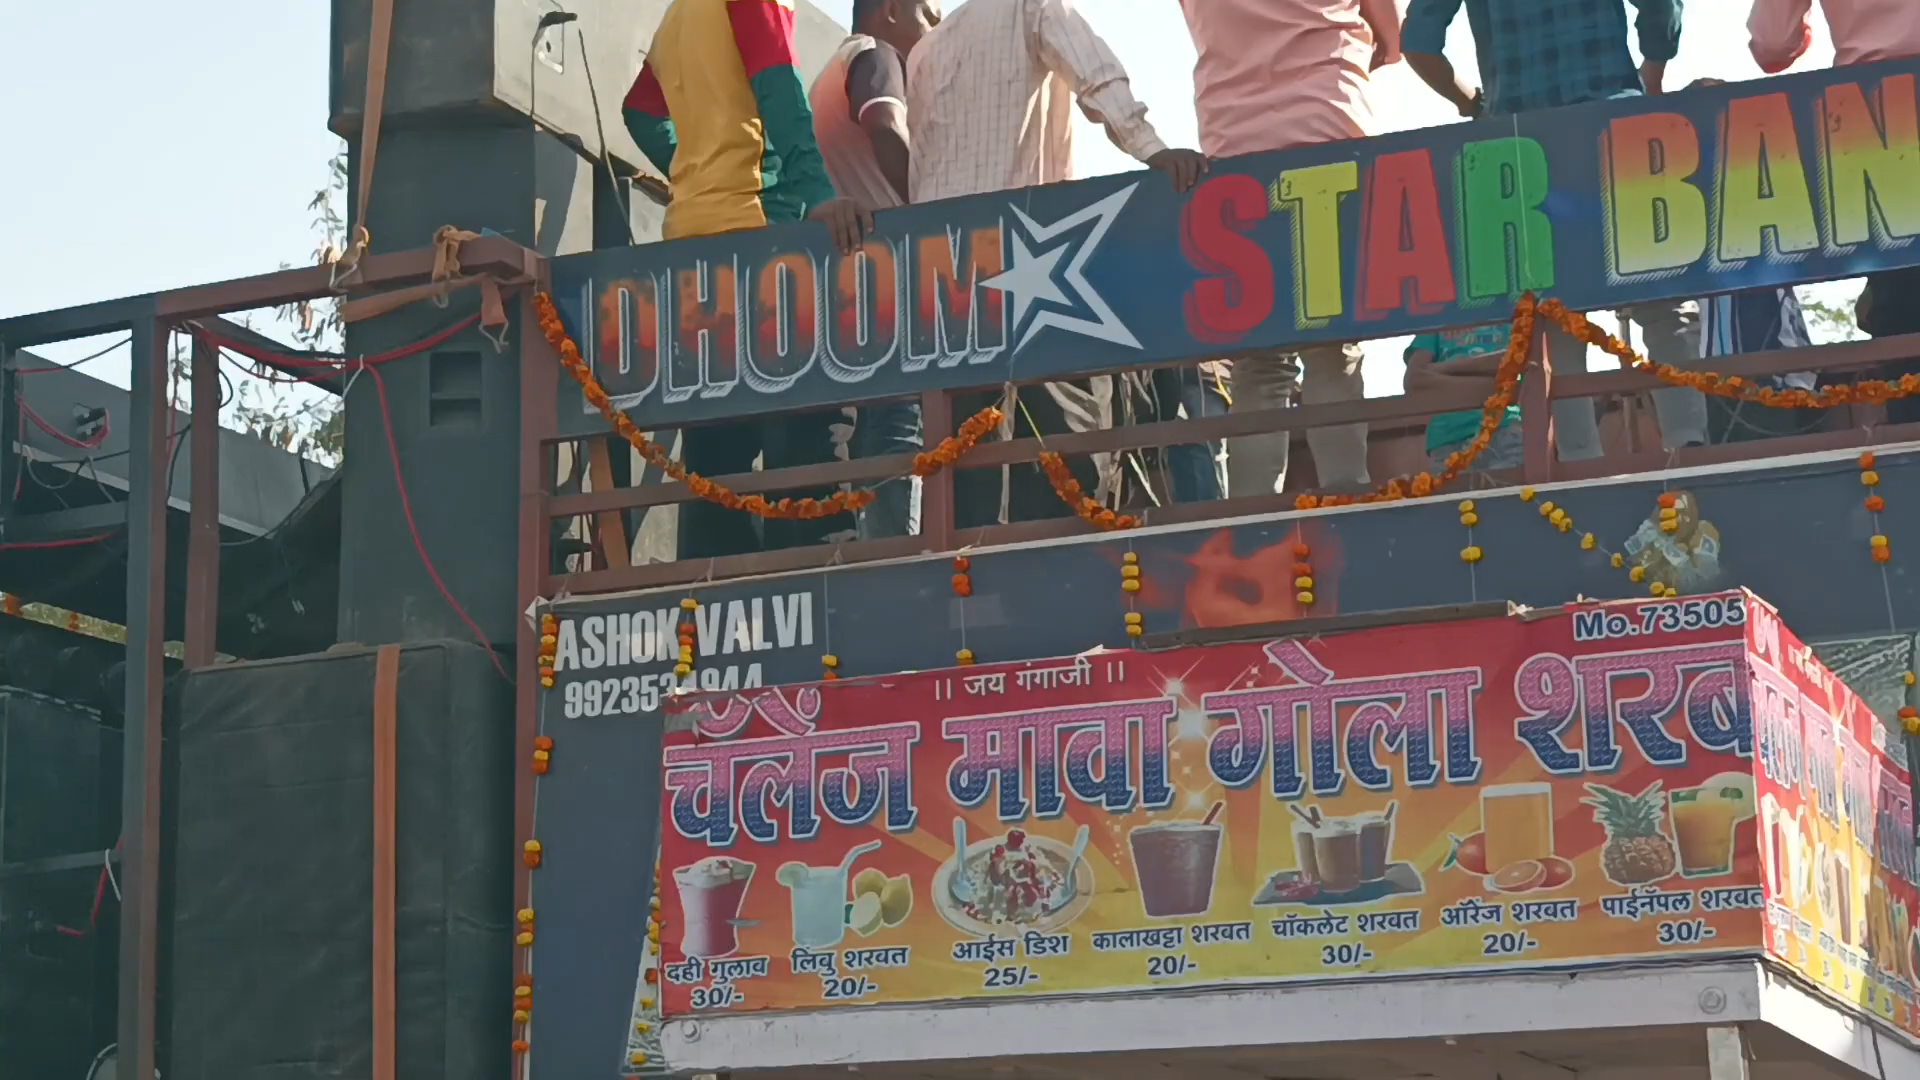 DHOOM STAR BAN
ASHOK VALVI
Mo.73505
|| जय गंगाजी ||
चॅलेंज मावा गोला शरब
दही गुलाब
30/-
लिंबु शरबत
20/-
आईस डिश
25/-
कालाखट्टा शरबत
20/-
चॉकलेट शरबत
30/-
ऑरेंज शरबत
20/-
पाईनॅपल शरबत
30/-